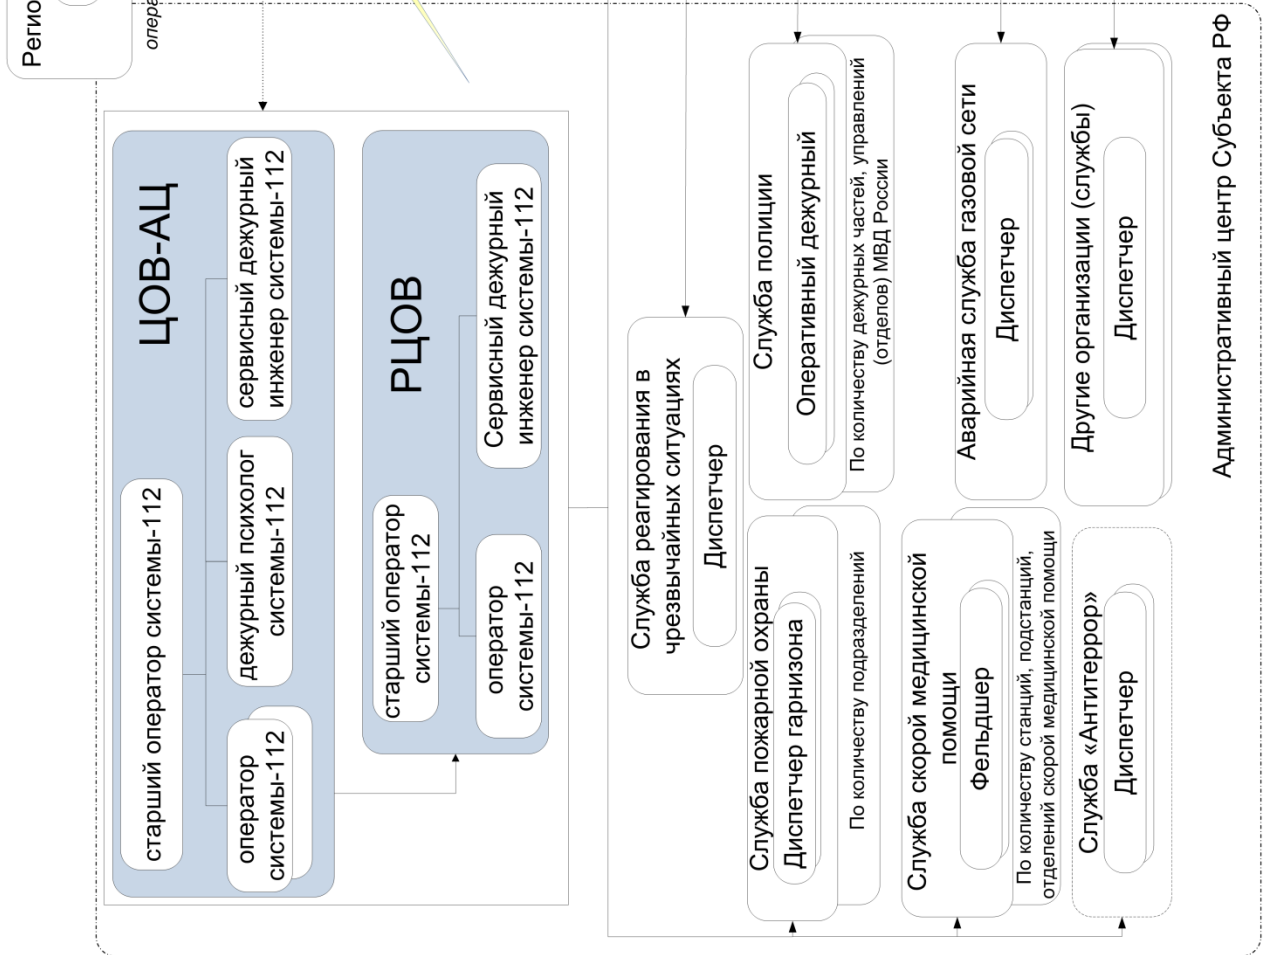 Регио
опера
ЦОВ-АЦ
старший оператор системы-112
оператор
системы-112
дежурный психолог
системы-112
сервисный дежурный
инженер системы-112
РЦОВ
старший оператор
системы-112
оператор
системы-112
Сервисный дежурный
инженер системы-112
Служба реагирования в
чрезвычайных ситуациях
Диспетчер
Служба пожарной охраны
Диспетчер гарнизона
По количеству подразделений
Служба полиции
Оперативный дежурный
По количеству дежурных частей, управлений
(отделов) МВД России
Служба скорой медицинской
помощи
Фельдшер
По количеству станций, подстанций,
отделений скорой медицинской помощи
Аварийная служба газовой сети
Диспетчер
Служба «Антитеррор»
Диспетчер
Другие организации (службы)
Диспетчер
Административный центр Субъекта РФ